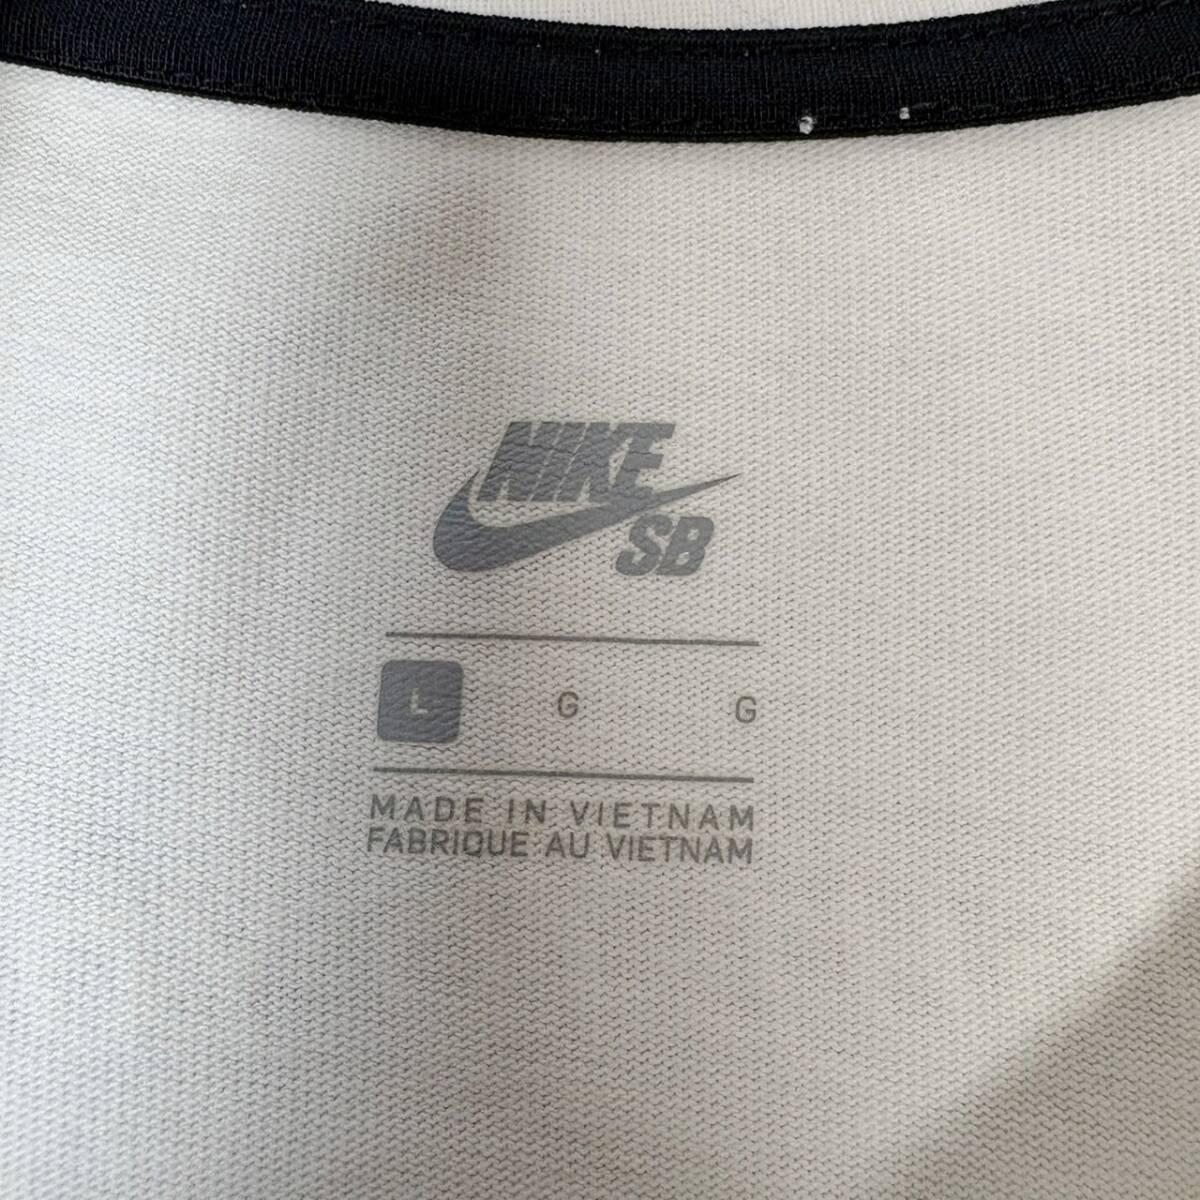 NIKE
SB
L G G
MADE IN VIETNAM
FABRIQUE AU VIETNAM